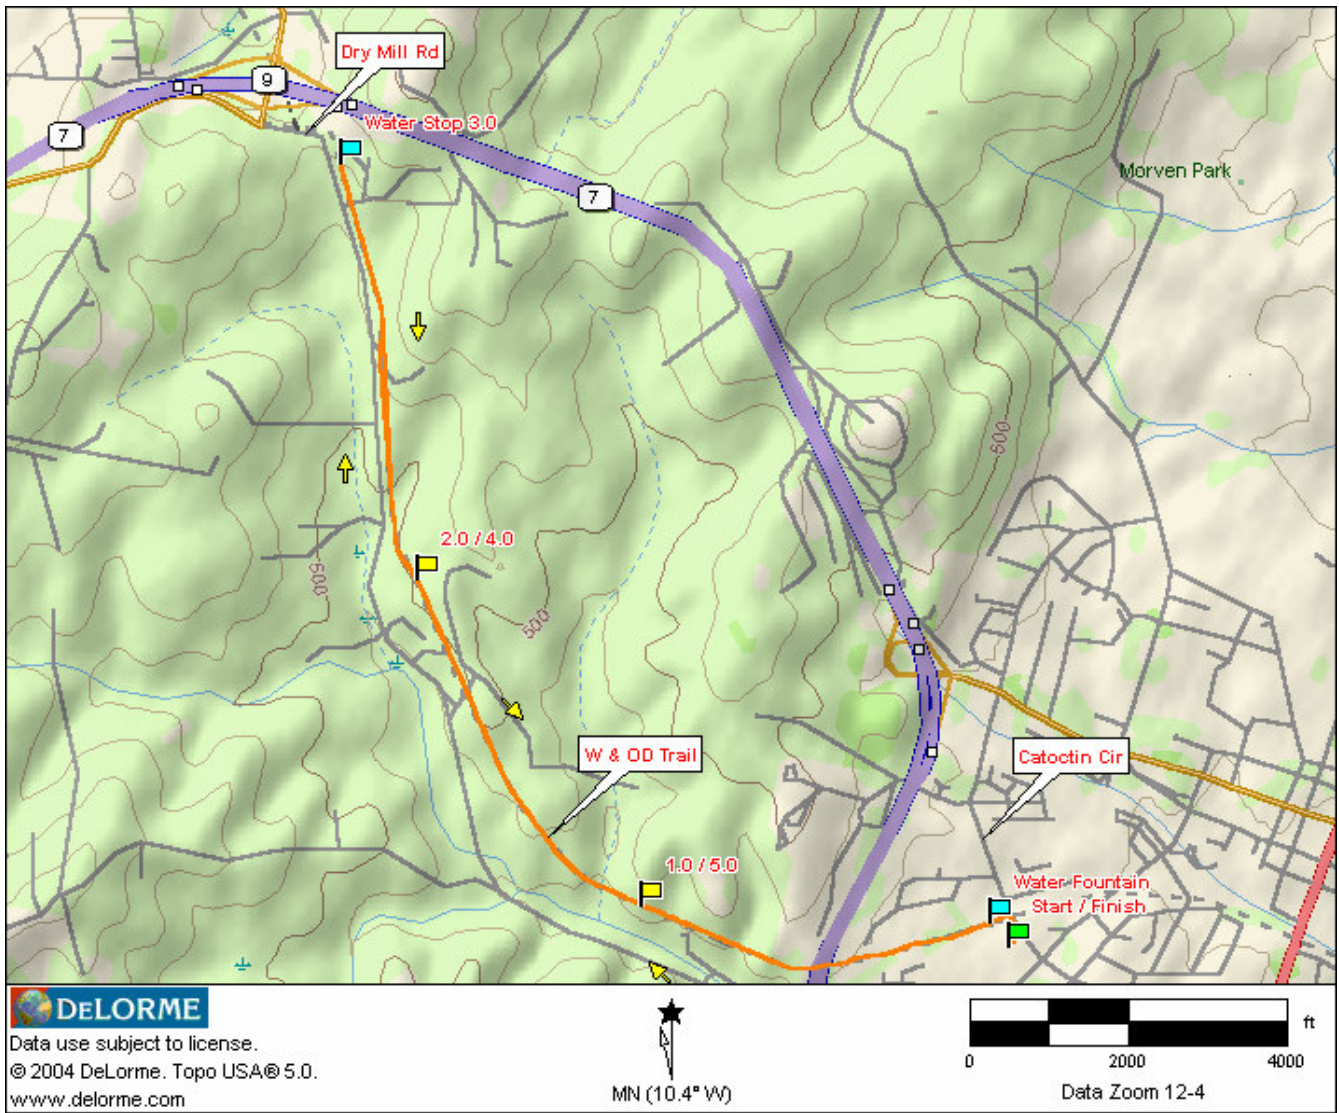 Dry Mill Rd
9
7
Water Stop 3.0
7
Morven Park
500
2.0 / 4.0
500
500
W & OD Trail
Catoctin Cir
1.0 / 5.0
Water Fountain
Start / Finish
DELORME
Data use subject to license.
© 2004 DeLorme. Topo USA® 5.0.
www.delorme.com
MN (10.4° W)
ft
0 2000 4000
Data Zoom 12-4